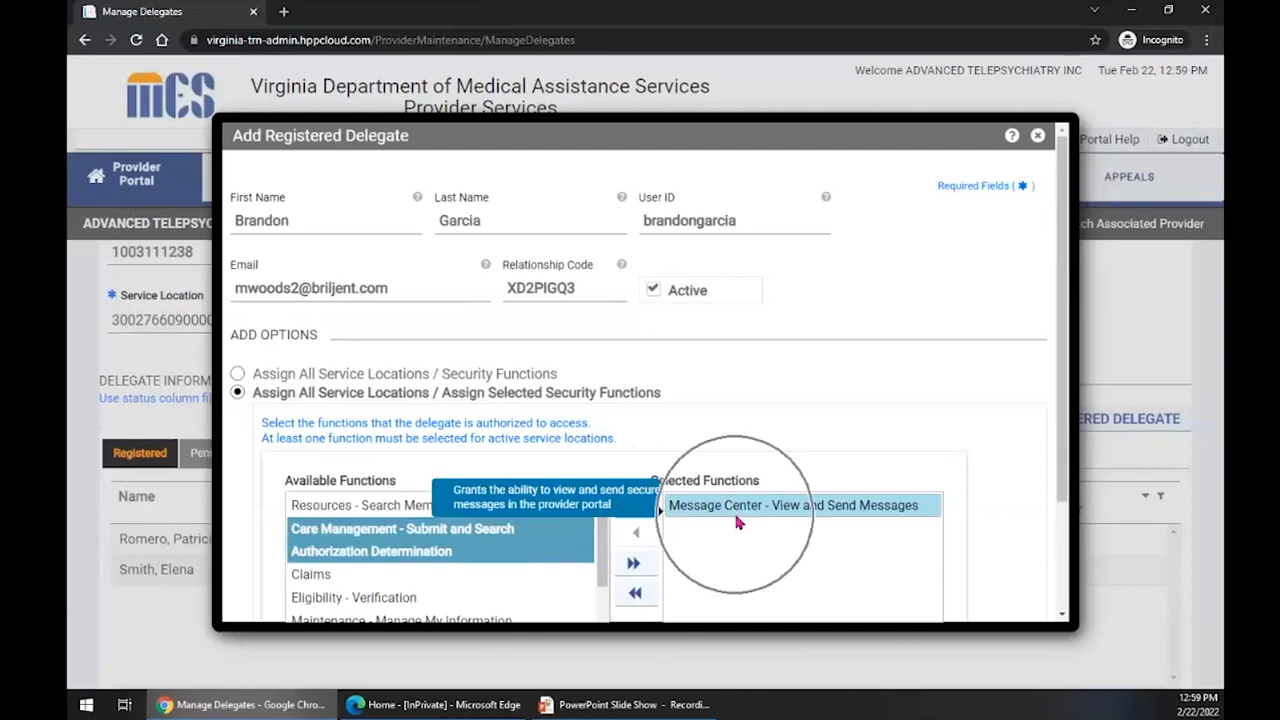 Manage Delegates
virginia-trn-admin.hppcloud.com/ProviderMaintenance/ManageDelegates
Incognito
mes
Virginia Department of Medical Assistance Services
Provider Services
Welcome ADVANCED TELEPSYCHIATRY INC Tue Feb 22, 12:59 PM
Portal Help Logout
Provider
Portal
APPEALS
ADVANCED TELEPSYC
ch Associated Provider
1003111238
* Service Location
3002766090000
DELEGATE INFORM
Use status column fil
ERED DELEGATE
Registered Pen
Name
Romero, Patrici
Smith, Elena
Add Registered Delegate
Required Fields ( * )
First Name Last Name User ID
Brandon Garcia brandongarcia
Email Relationship Code
mwoods2@briljent.com XD2PIGQ3 Active
ADD OPTIONS
Assign All Service Locations / Security Functions
Assign All Service Locations / Assign Selected Security Functions
Select the functions that the delegate is authorized to access.
At least one function must be selected for active service locations.
Available Functions Selected Functions
Resources - Search Mem
Grants the ability to view and send secure
messages in the provider portal
Message Center - View and Send Messages
Care Management - Submit and Search
Authorization Determination
Claims
Eligibility - Verification
Maintenance - Manage My Information
Manage Delegates - Google Chro...
Home - [InPrivate] - Microsoft Edge
PowerPoint Slide Show - Recordi...
12:59 PM
2/22/2022